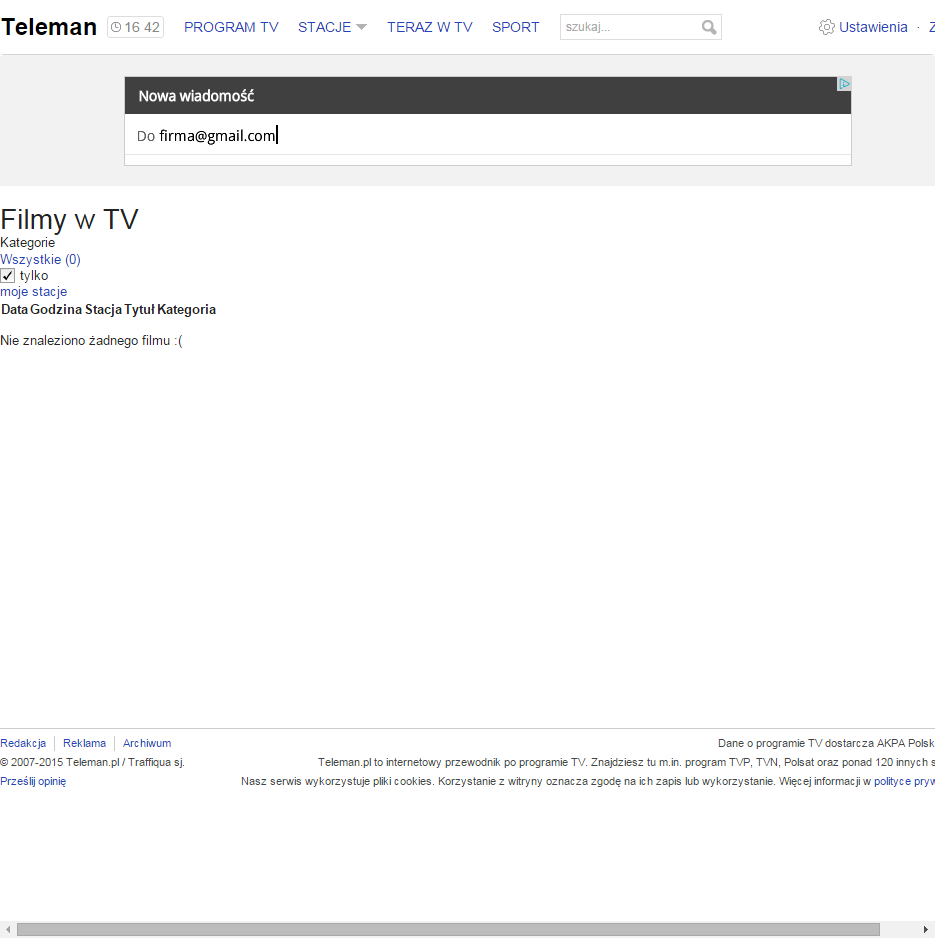 Teleman 16 42 PROGRAM TV STACJE TERAZ W TV SPORT szukaj... Ustawienia ·
Nowa wiadomość
Do firma@gmail.com
Filmy w TV
Kategorie
Wszystkie (0)
tylko
moje stacje
Data Godzina Stacja Tytuł Kategoria
Nie znaleziono żadnego filmu :(
Redakcja Reklama Archiwum Dane o programie TV dostarcza AKPA Polsk
© 2007-2015 Teleman.pl / Traffiqua sj. Teleman.pl to internetowy przewodnik po programie TV. Znajdziesz tu m.in. program TVP, TVN, Polsat oraz ponad 120 innych s
Prześlij opinię Nasz serwis wykorzystuje pliki cookies. Korzystanie z witryny oznacza zgodę na ich zapis lub wykorzystanie. Więcej informacji w polityce pryw